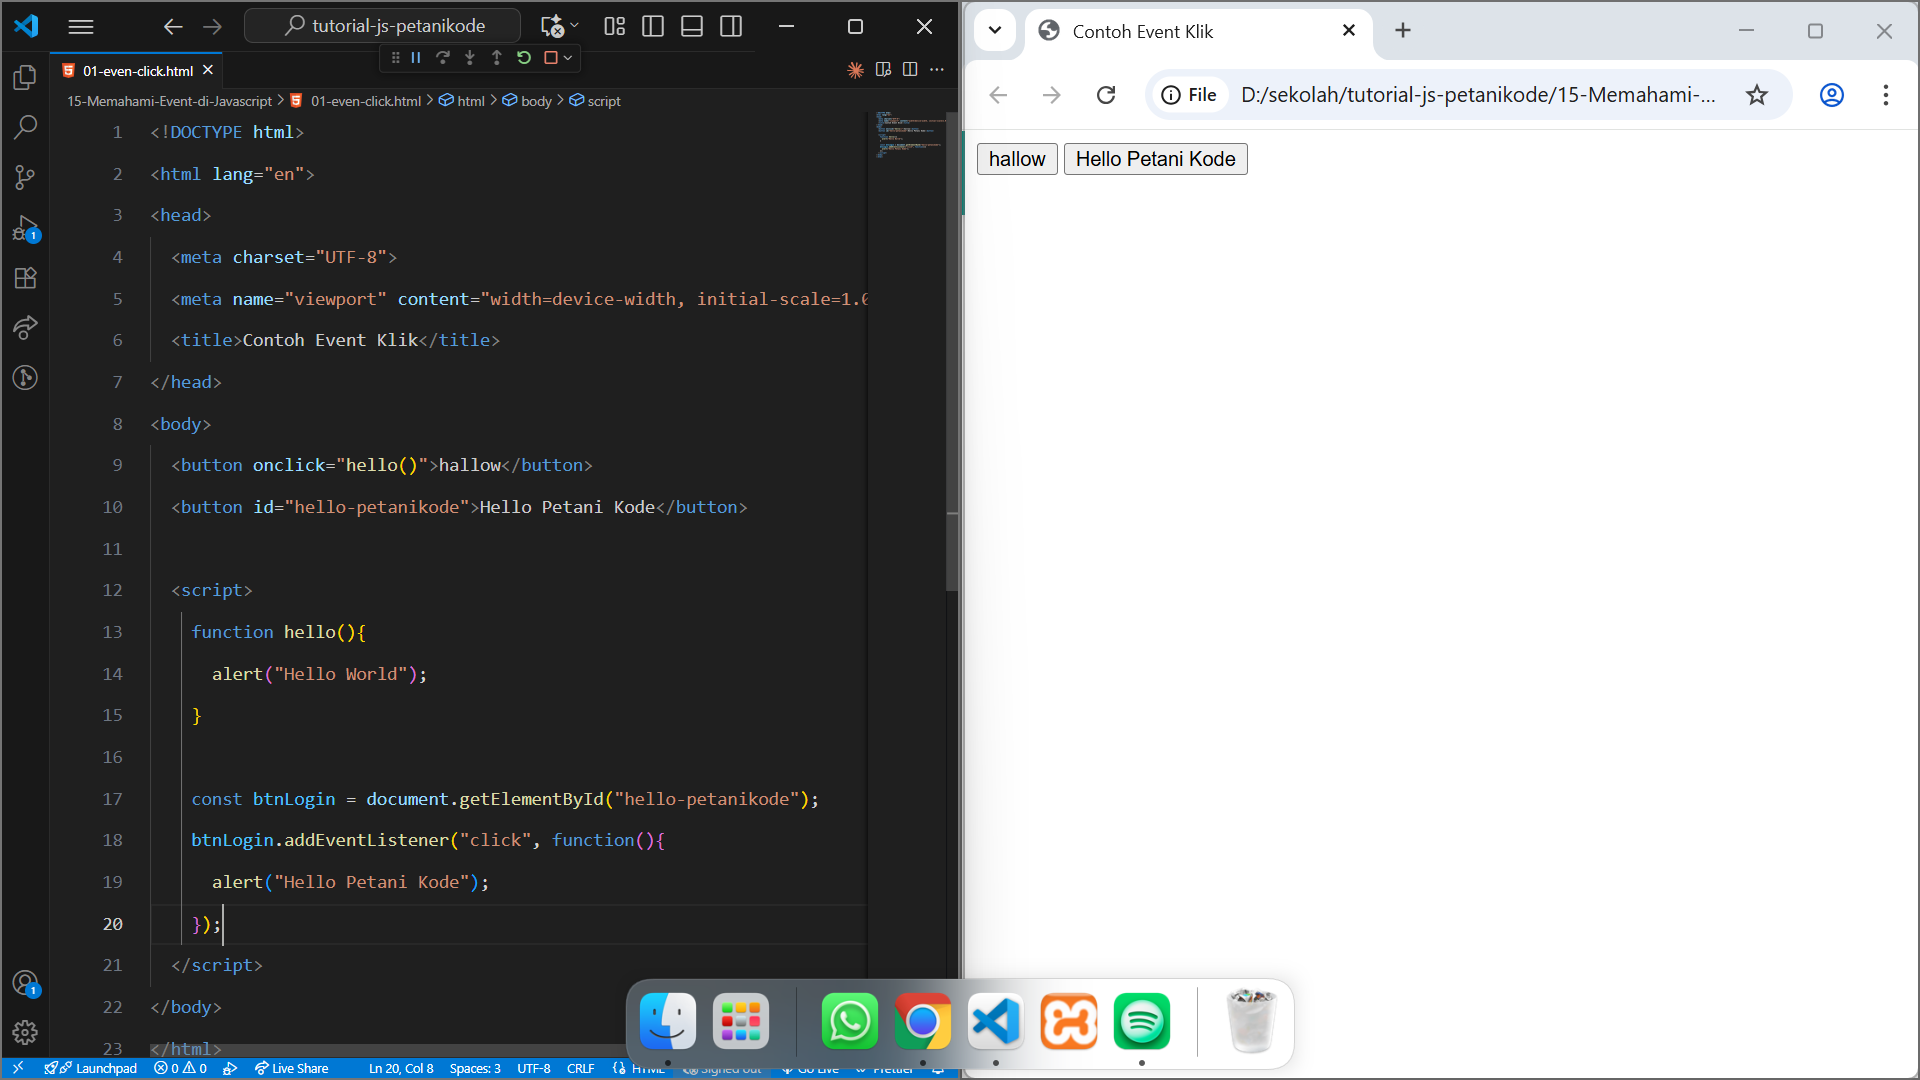 tutorial-js-petanikode
01-even-click.html
15-Memahami-Event-di-Javascript > 01-even-click.html > html > body > script
1 <!DOCTYPE html>
2 <html lang="en">
3 <head>
4 <meta charset="UTF-8">
5 <meta name="viewport" content="width=device-width, initial-scale=1.0
6 <title>Contoh Event Klik</title>
7 </head>
8 <body>
9 <button onclick="hello()">hallow</button>
10 <button id="hello-petanikode">Hello Petani Kode</button>
11
12 <script>
13 function hello(){
14 alert("Hello World");
15 }
16
17 const btnLogin = document.getElementById("hello-petanikode");
18 btnLogin.addEventListener("click", function(){
19 alert("Hello Petani Kode");
20 });
21 </script>
22 </body>
23 </html>
1
1
Launchpad 0 0 Live Share Ln 20, Col 8 Spaces: 3 UTF-8 CRLF {} HTML Signed out Go Live Prettier
Contoh Event Klik
File D:/sekolah/tutorial-js-petanikode/15-Memahami-...
hallow Hello Petani Kode